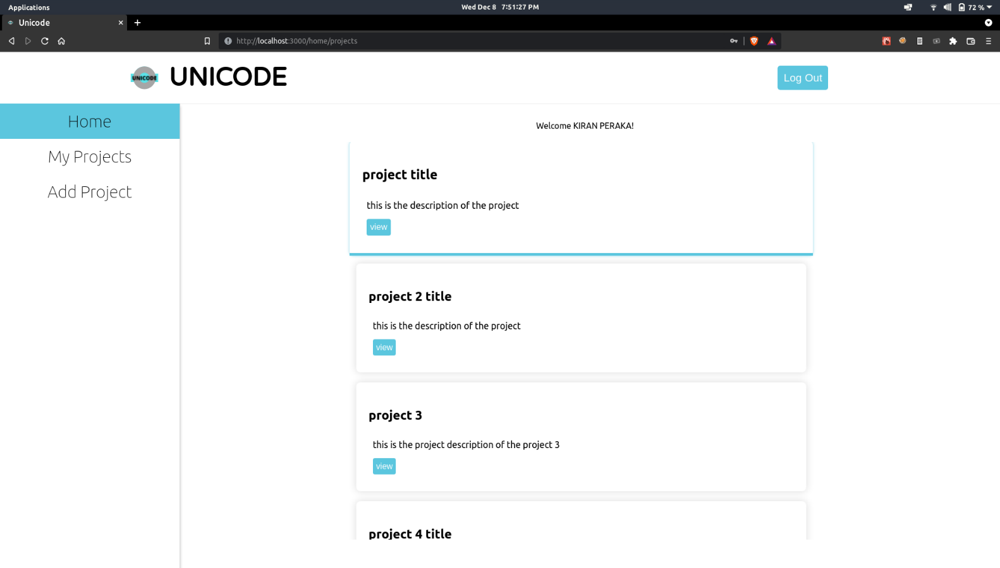 Applications
Wed Dec 8 7:51:27 PM
72 %
Unicode
http://localhost:3000/home/projects
UNICODE
UNICODE
Log Out
Home
My Projects
Add Project
Welcome KIRAN PERAKA!
project title
this is the description of the project
view
project 2 title
this is the description of the project
view
project 3
this is the project description of the project 3
view
project 4 title